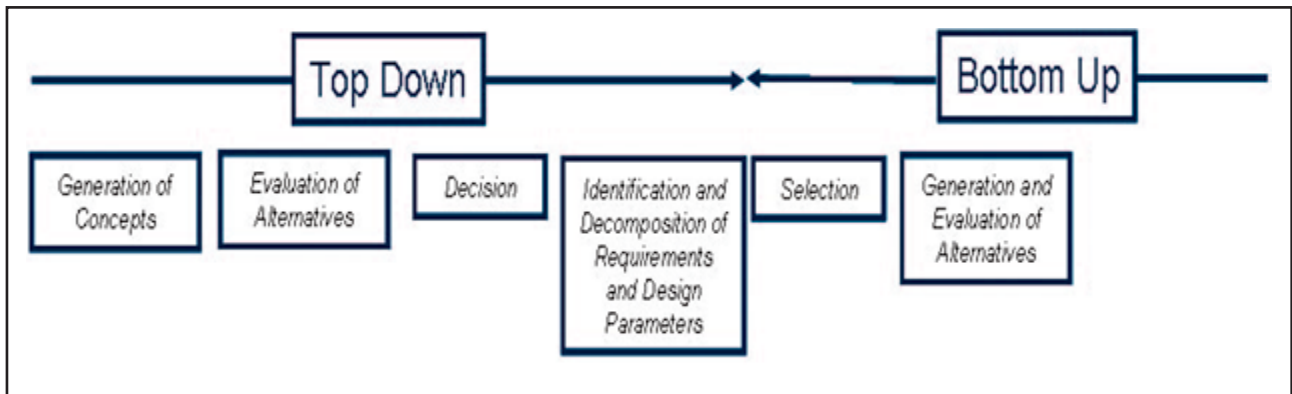 Top Down
Bottom Up
Generation of
Concepts
Evaluation of
Alternatives
Decision
Identification and
Decomposition of
Requirements
and Design
Parameters
Selection
Generation and
Evaluation of
Alternatives